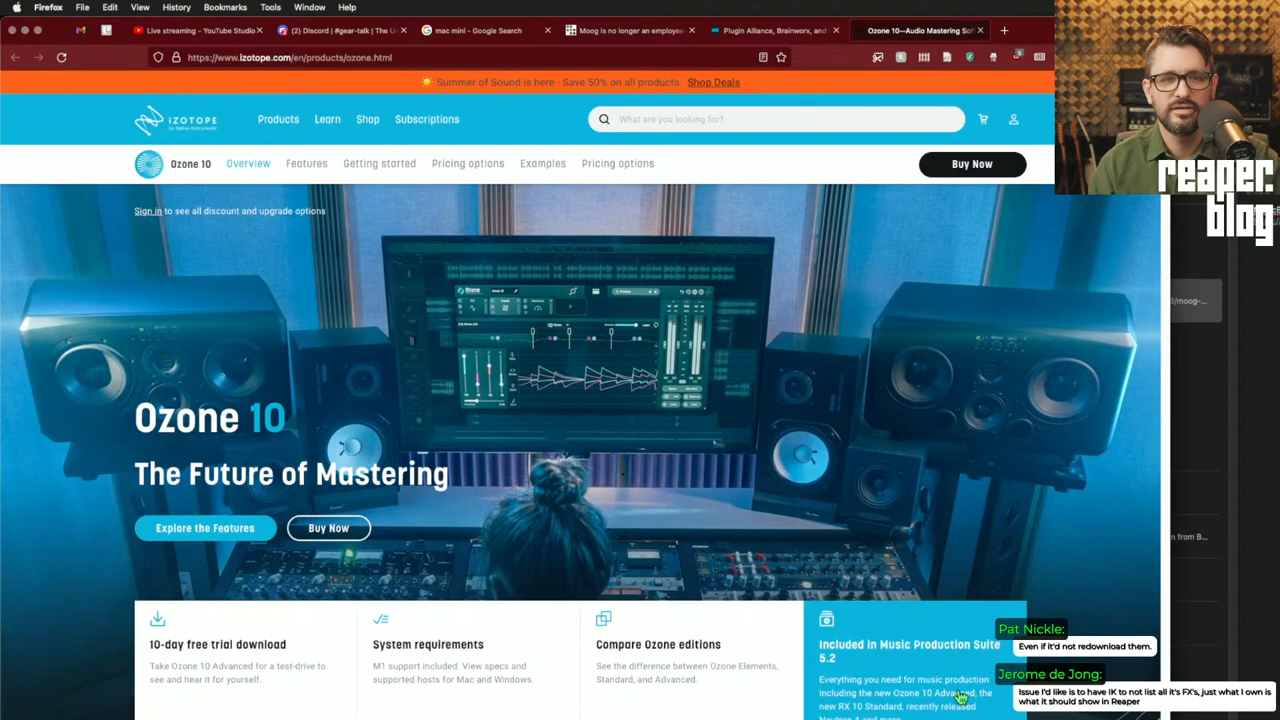 Firefox File Edit View History Bookmarks Tools Window Help
Live streaming - YouTube Studio
(2) Discord | #gear-talk | The U
mac mini - Google Search
Moog is no longer an employee
Plugin Alliance, Brainworx, and
Ozone 10—Audio Mastering Sof
https://www.izotope.com/en/products/ozone.html
Summer of Sound is here - Save 50% on all products. Shop Deals
iZOTOPE
Products Learn Shop Subscriptions
What are you looking for?
Ozone 10 Overview Features Getting started Pricing options Examples Pricing options Buy Now
Sign in to see all discount and upgrade options
Ozone 10
The Future of Mastering
Explore the Features Buy Now
10-day free trial download
Take Ozone 10 Advanced for a test-drive to
see and hear it for yourself.
System requirements
M1 support included. View specs and
supported hosts for Mac and Windows.
Compare Ozone editions
See the difference between Ozone Elements,
Standard, and Advanced.
Included in Music Production Suite
5.2
Everything you need for music production
including the new Ozone 10 Advanced, the
new RX 10 Standard, recently released
Neutron 4 and more
reaper.
blog
6/moog-...
n from B...
Pat Nickle:
Even if it'd not redownload them.
Jerome de Jong:
Issue I'd like is to have IK to not list all it's FX's, just what I own is
what it should show in Reaper